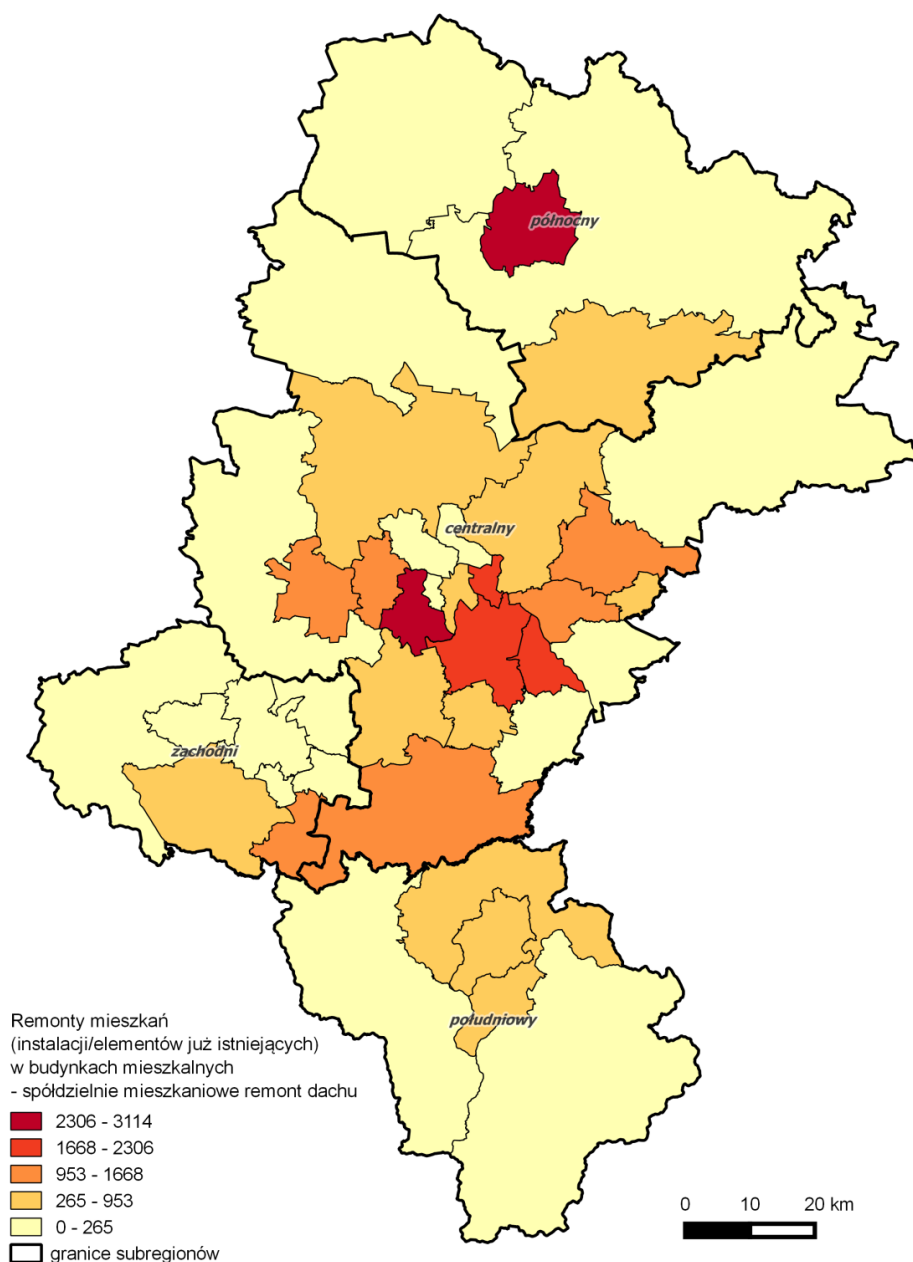 północny
centralny
zachodni
południowy
Remonty mieszkań
(instalacji/elementów już istniejących)
w budynkach mieszkalnych
- spółdzielnie mieszkaniowe remont dachu
2306 - 3114
1668 - 2306
953 - 1668
265 - 953
0 - 265
granice subregionów
0 10 20 km